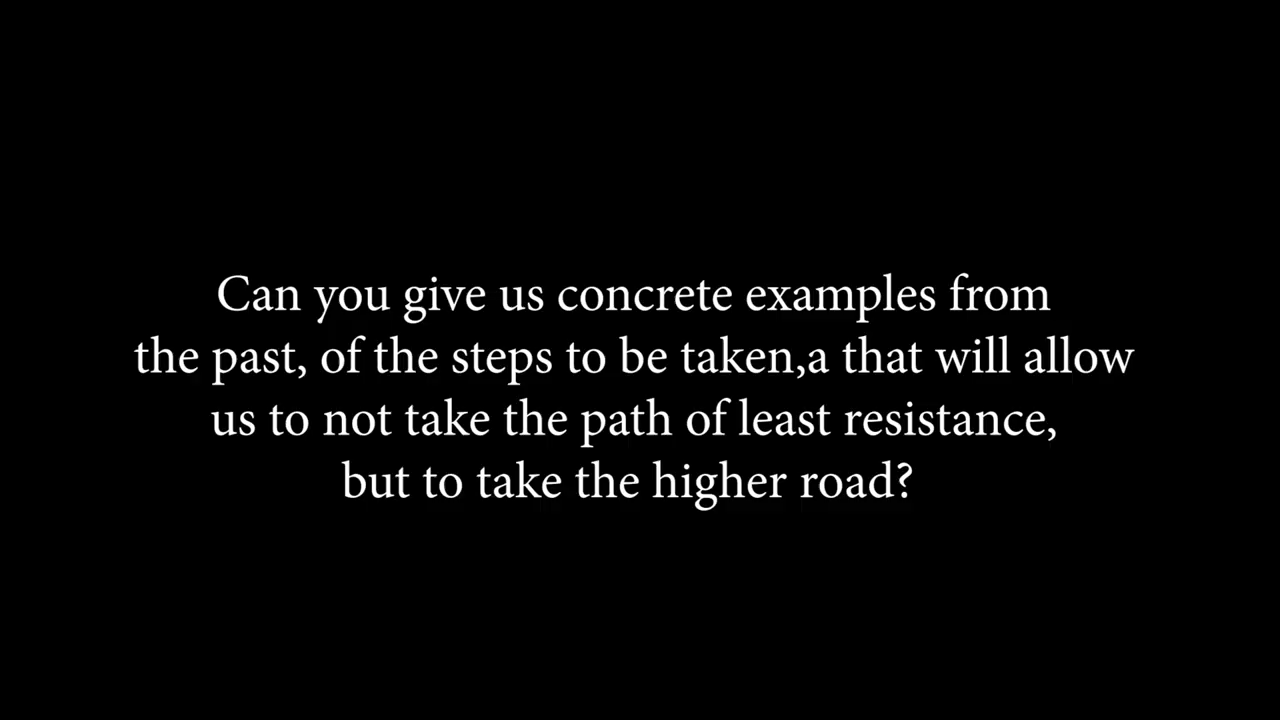 Can you give us concrete examples from
the past, of the steps to be taken,a that will allow
us to not take the path of least resistance,
but to take the higher road?